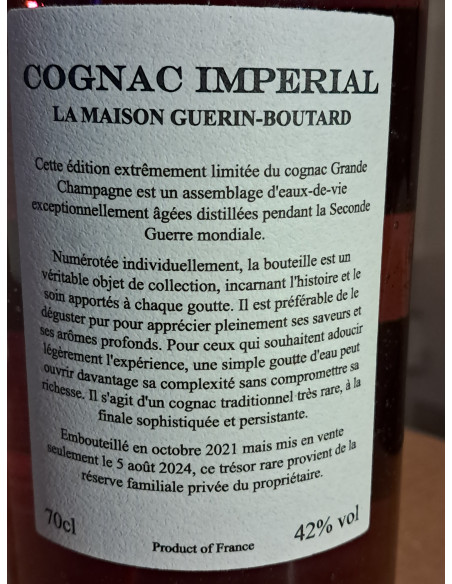 COGNAC IMPERIAL
LA MAISON GUERIN-BOUTARD
Cette édition extrêmement limitée du cognac Grande
Champagne est un assemblage d'eaux-de-vie
exceptionnellement âgées distillées pendant la Seconde
Guerre mondiale.
Numérotée individuellement, la bouteille est un
véritable objet de collection, incarnant l'histoire et le
soin apportés à chaque goutte. Il est préférable de le
déguster pur pour apprécier pleinement ses saveurs et
ses arômes profonds. Pour ceux qui souhaitent adoucir
légèrement l'expérience, une simple goutte d'eau peut
ouvrir davantage sa complexité sans compromettre sa
richesse. Il s'agit d'un cognac traditionnel très rare, à la
finale sophistiquée et persistante.
Embouteillé en octobre 2021 mais mis en vente
seulement le 5 août 2024, ce trésor rare provient de la
réserve familiale privée du propriétaire.
70cl
42% vol
Product of France